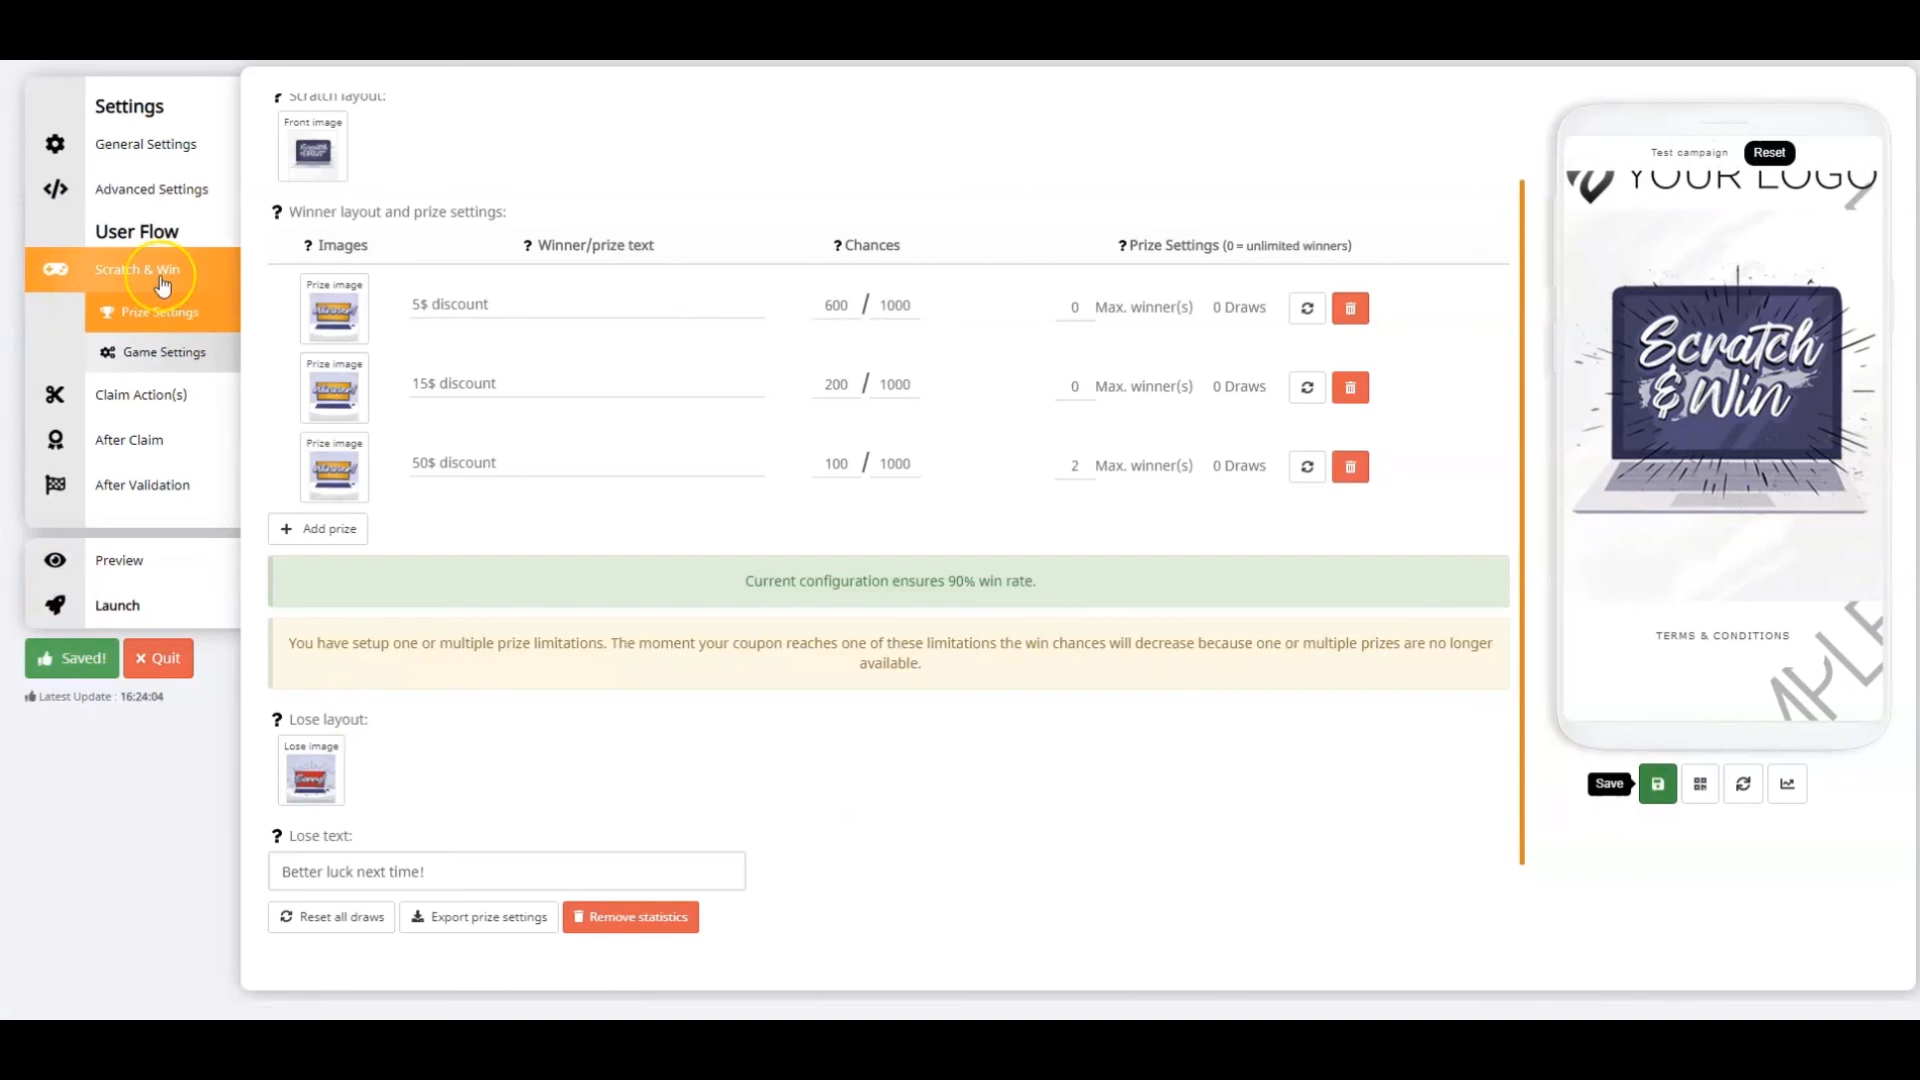 Settings
General Settings
Advanced Settings
User Flow
Scratch & Win
Prize Settings
Game Settings
Claim Action(s)
After Claim
After Validation
Preview
Launch
Saved!
× Quit
Latest Update : 16:24:04
? Scratch layout:
Front image
Scratch & Win
? Winner layout and prize settings:
? Images
? Winner/prize text
? Chances
? Prize Settings (0 = unlimited winners)
Prize image
5$ discount
600 / 1000
0 Max. winner(s) 0 Draws
Prize image
15$ discount
200 / 1000
0 Max. winner(s) 0 Draws
Prize image
50$ discount
100 / 1000
2 Max. winner(s) 0 Draws
+ Add prize
Current configuration ensures 90% win rate.
You have setup one or multiple prize limitations. The moment your coupon reaches one of these limitations the win chances will decrease because one or multiple prizes are no longer
available.
? Lose layout:
Lose image
Sorry!
? Lose text:
Better luck next time!
Reset all draws
Export prize settings
Remove statistics
Test campaign
Reset
YOUR LOGO
Scratch
& Win
TERMS & CONDITIONS
MPLE
Save